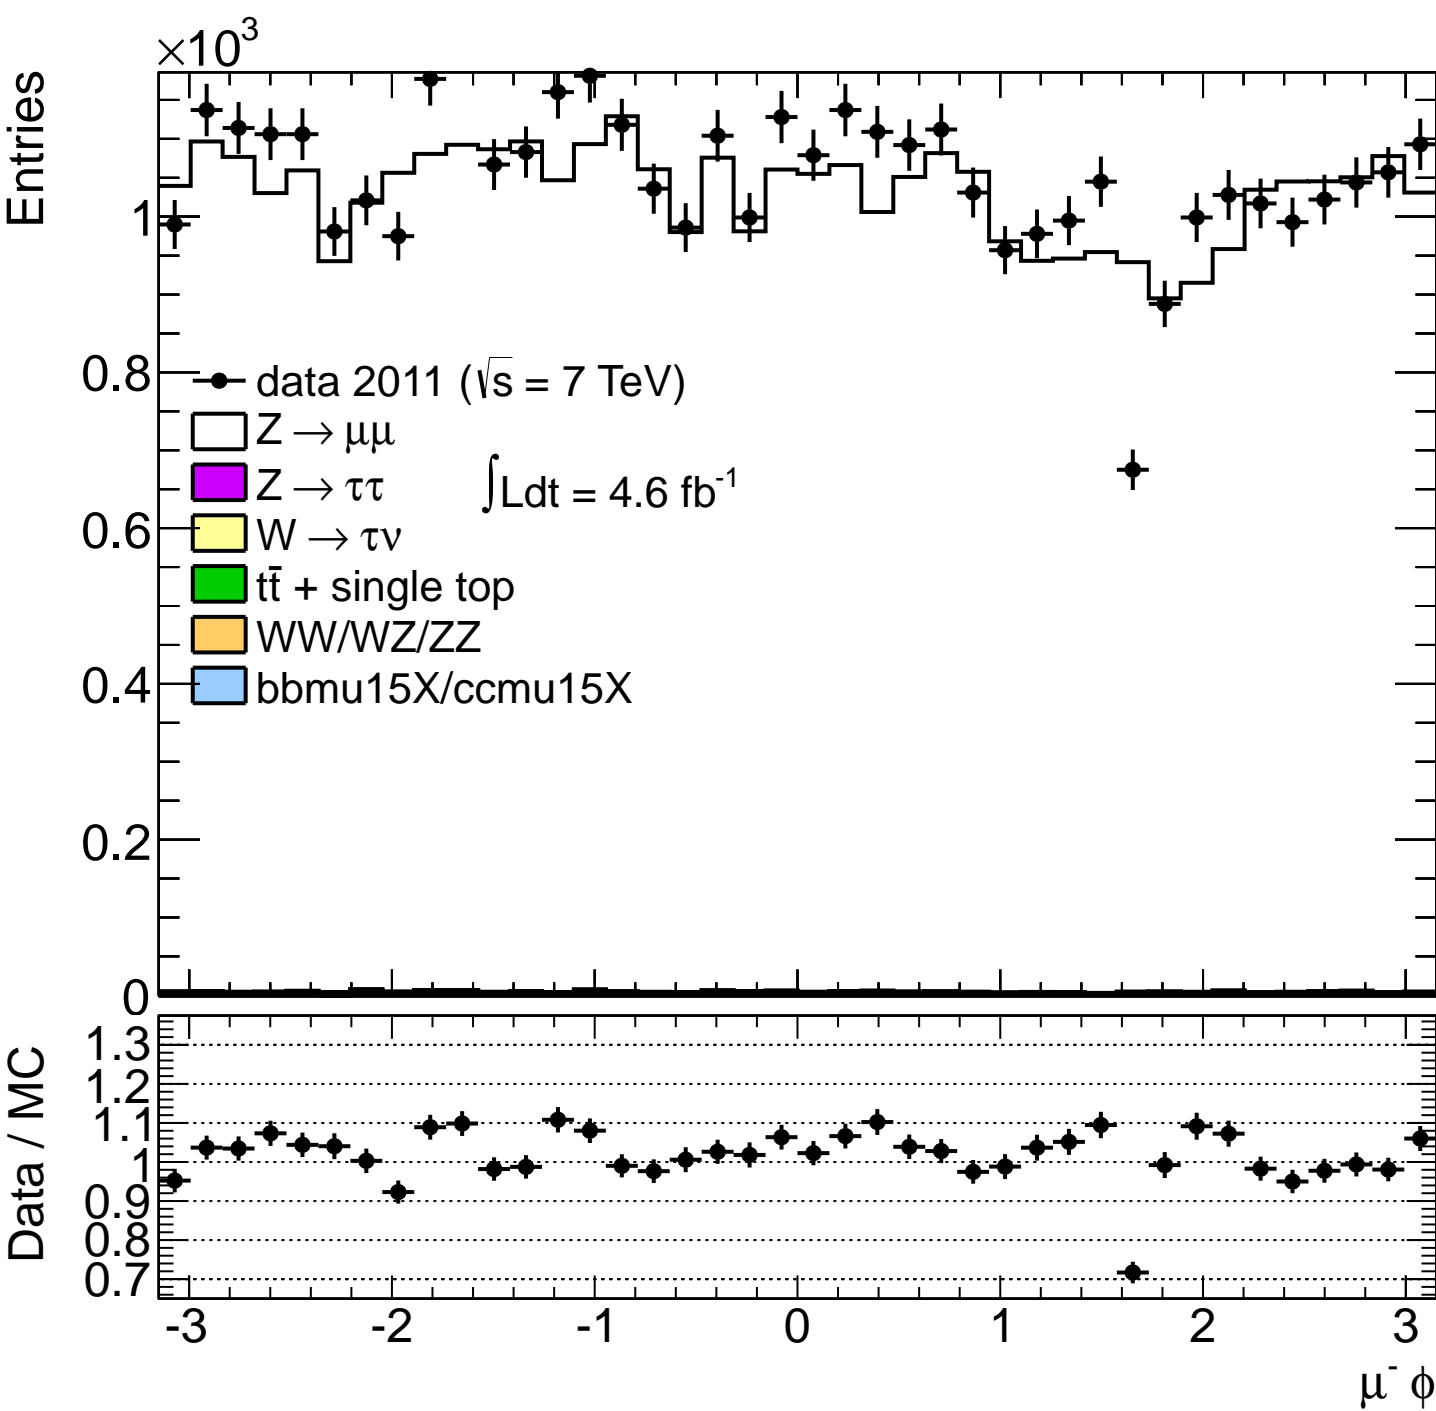 ×10³
Entries
1
0.8
0.6
0.4
0.2
0
data 2011 (√s = 7 TeV)
Z → μμ
Z → ττ
∫Ldt = 4.6 fb⁻¹
W → τν
tt̄ + single top
WW/WZ/ZZ
bbmu15X/ccmu15X
Data / MC
1.3
1.2
1.1
1
0.9
0.8
0.7
-3 -2 -1 0 1 2 3
μ⁻ ϕ